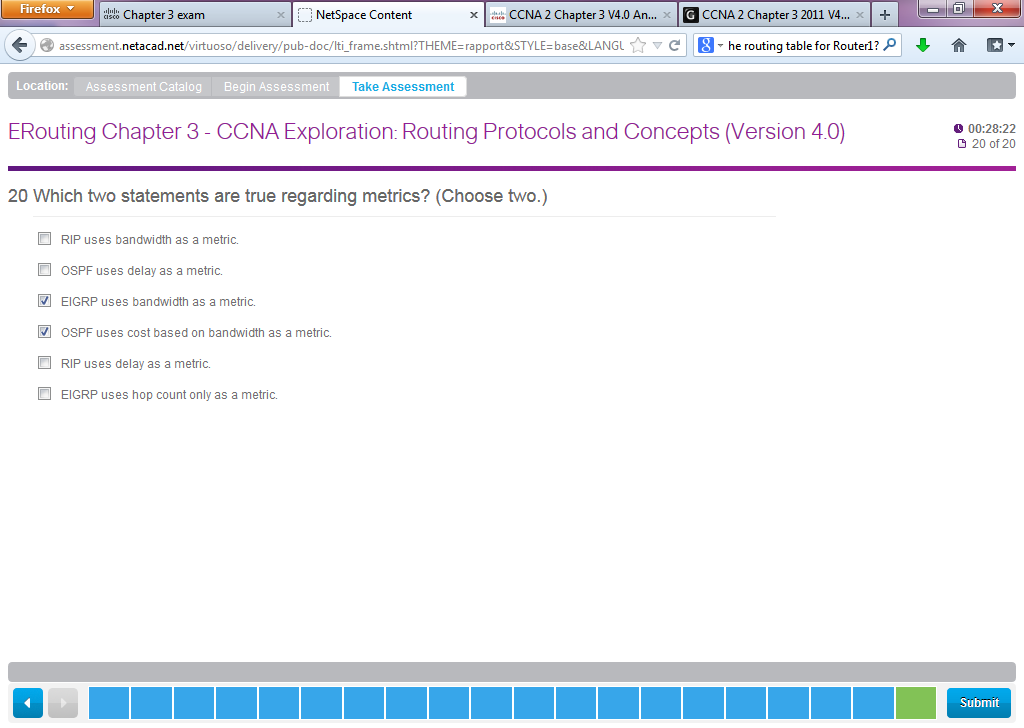 Firefox
cisco Chapter 3 exam
NetSpace Content
CCNA 2 Chapter 3 V4.0 An...
G CCNA 2 Chapter 3 2011 V4...
assessment.netacad.net/virtuoso/delivery/pub-doc/lti_frame.shtml?THEME=rapport&STYLE=base&LANGU
8 he routing table for Router1?
Location: Assessment Catalog Begin Assessment Take Assessment
ERouting Chapter 3 - CCNA Exploration: Routing Protocols and Concepts (Version 4.0)
00:28:22
20 of 20
20 Which two statements are true regarding metrics? (Choose two.)
RIP uses bandwidth as a metric.
OSPF uses delay as a metric.
EIGRP uses bandwidth as a metric.
OSPF uses cost based on bandwidth as a metric.
RIP uses delay as a metric.
EIGRP uses hop count only as a metric.
Submit